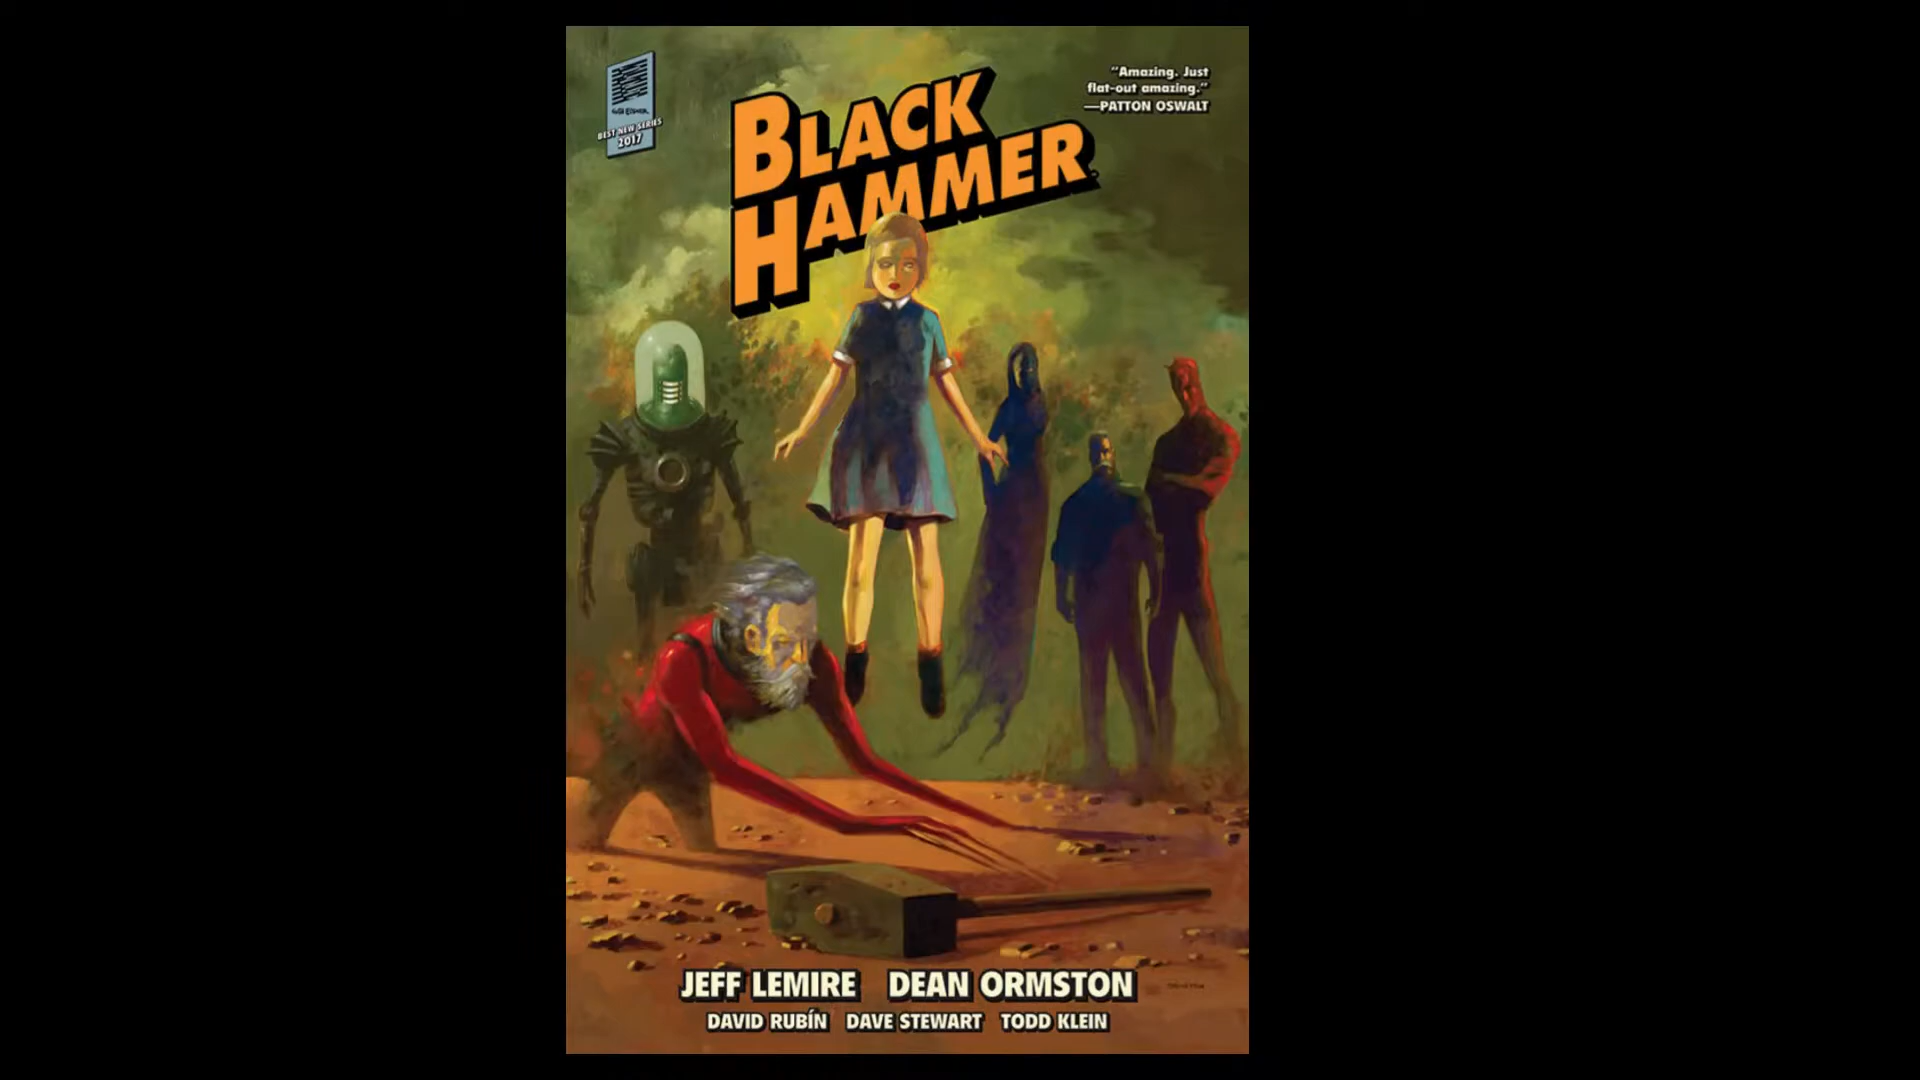 BEST NEW SERIES
2017
"Amazing. Just
flat-out amazing."
—PATTON OSWALT
BLACK
HAMMER
JEFF LEMIRE DEAN ORMSTON
DAVID RUBÍN DAVE STEWART TODD KLEIN